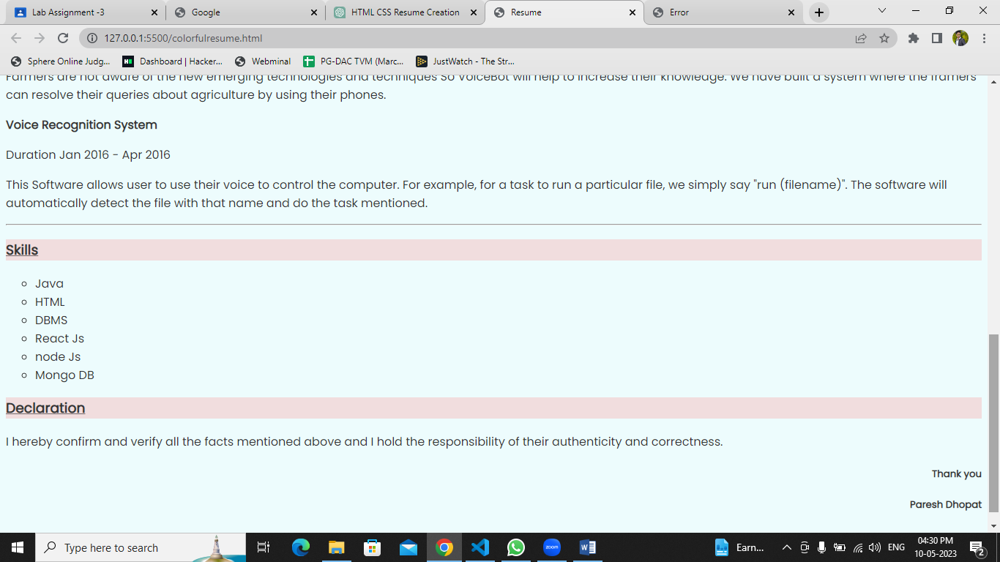 Lab Assignment -3
Google
HTML CSS Resume Creation
Resume
Error
127.0.0.1:5500/colorfulresume.html
Sphere Online Judg...
Dashboard | Hacker...
Webminal
PG-DAC TVM (Marc...
JustWatch - The Str...
Farmers are not aware of the new emerging technologies and techniques So VoiceBot will help to increase their knowledge. We have built a system where the framers
can resolve their queries about agriculture by using their phones.
Voice Recognition System
Duration Jan 2016 - Apr 2016
This Software allows user to use their voice to control the computer. For example, for a task to run a particular file, we simply say "run (filename)". The software will
automatically detect the file with that name and do the task mentioned.
Skills
Java
HTML
DBMS
React Js
node Js
Mongo DB
Declaration
I hereby confirm and verify all the facts mentioned above and I hold the responsibility of their authenticity and correctness.
Thank you
Paresh Dhopat
Type here to search
zoom
Earn...
ENG
04:30 PM
10-05-2023
2